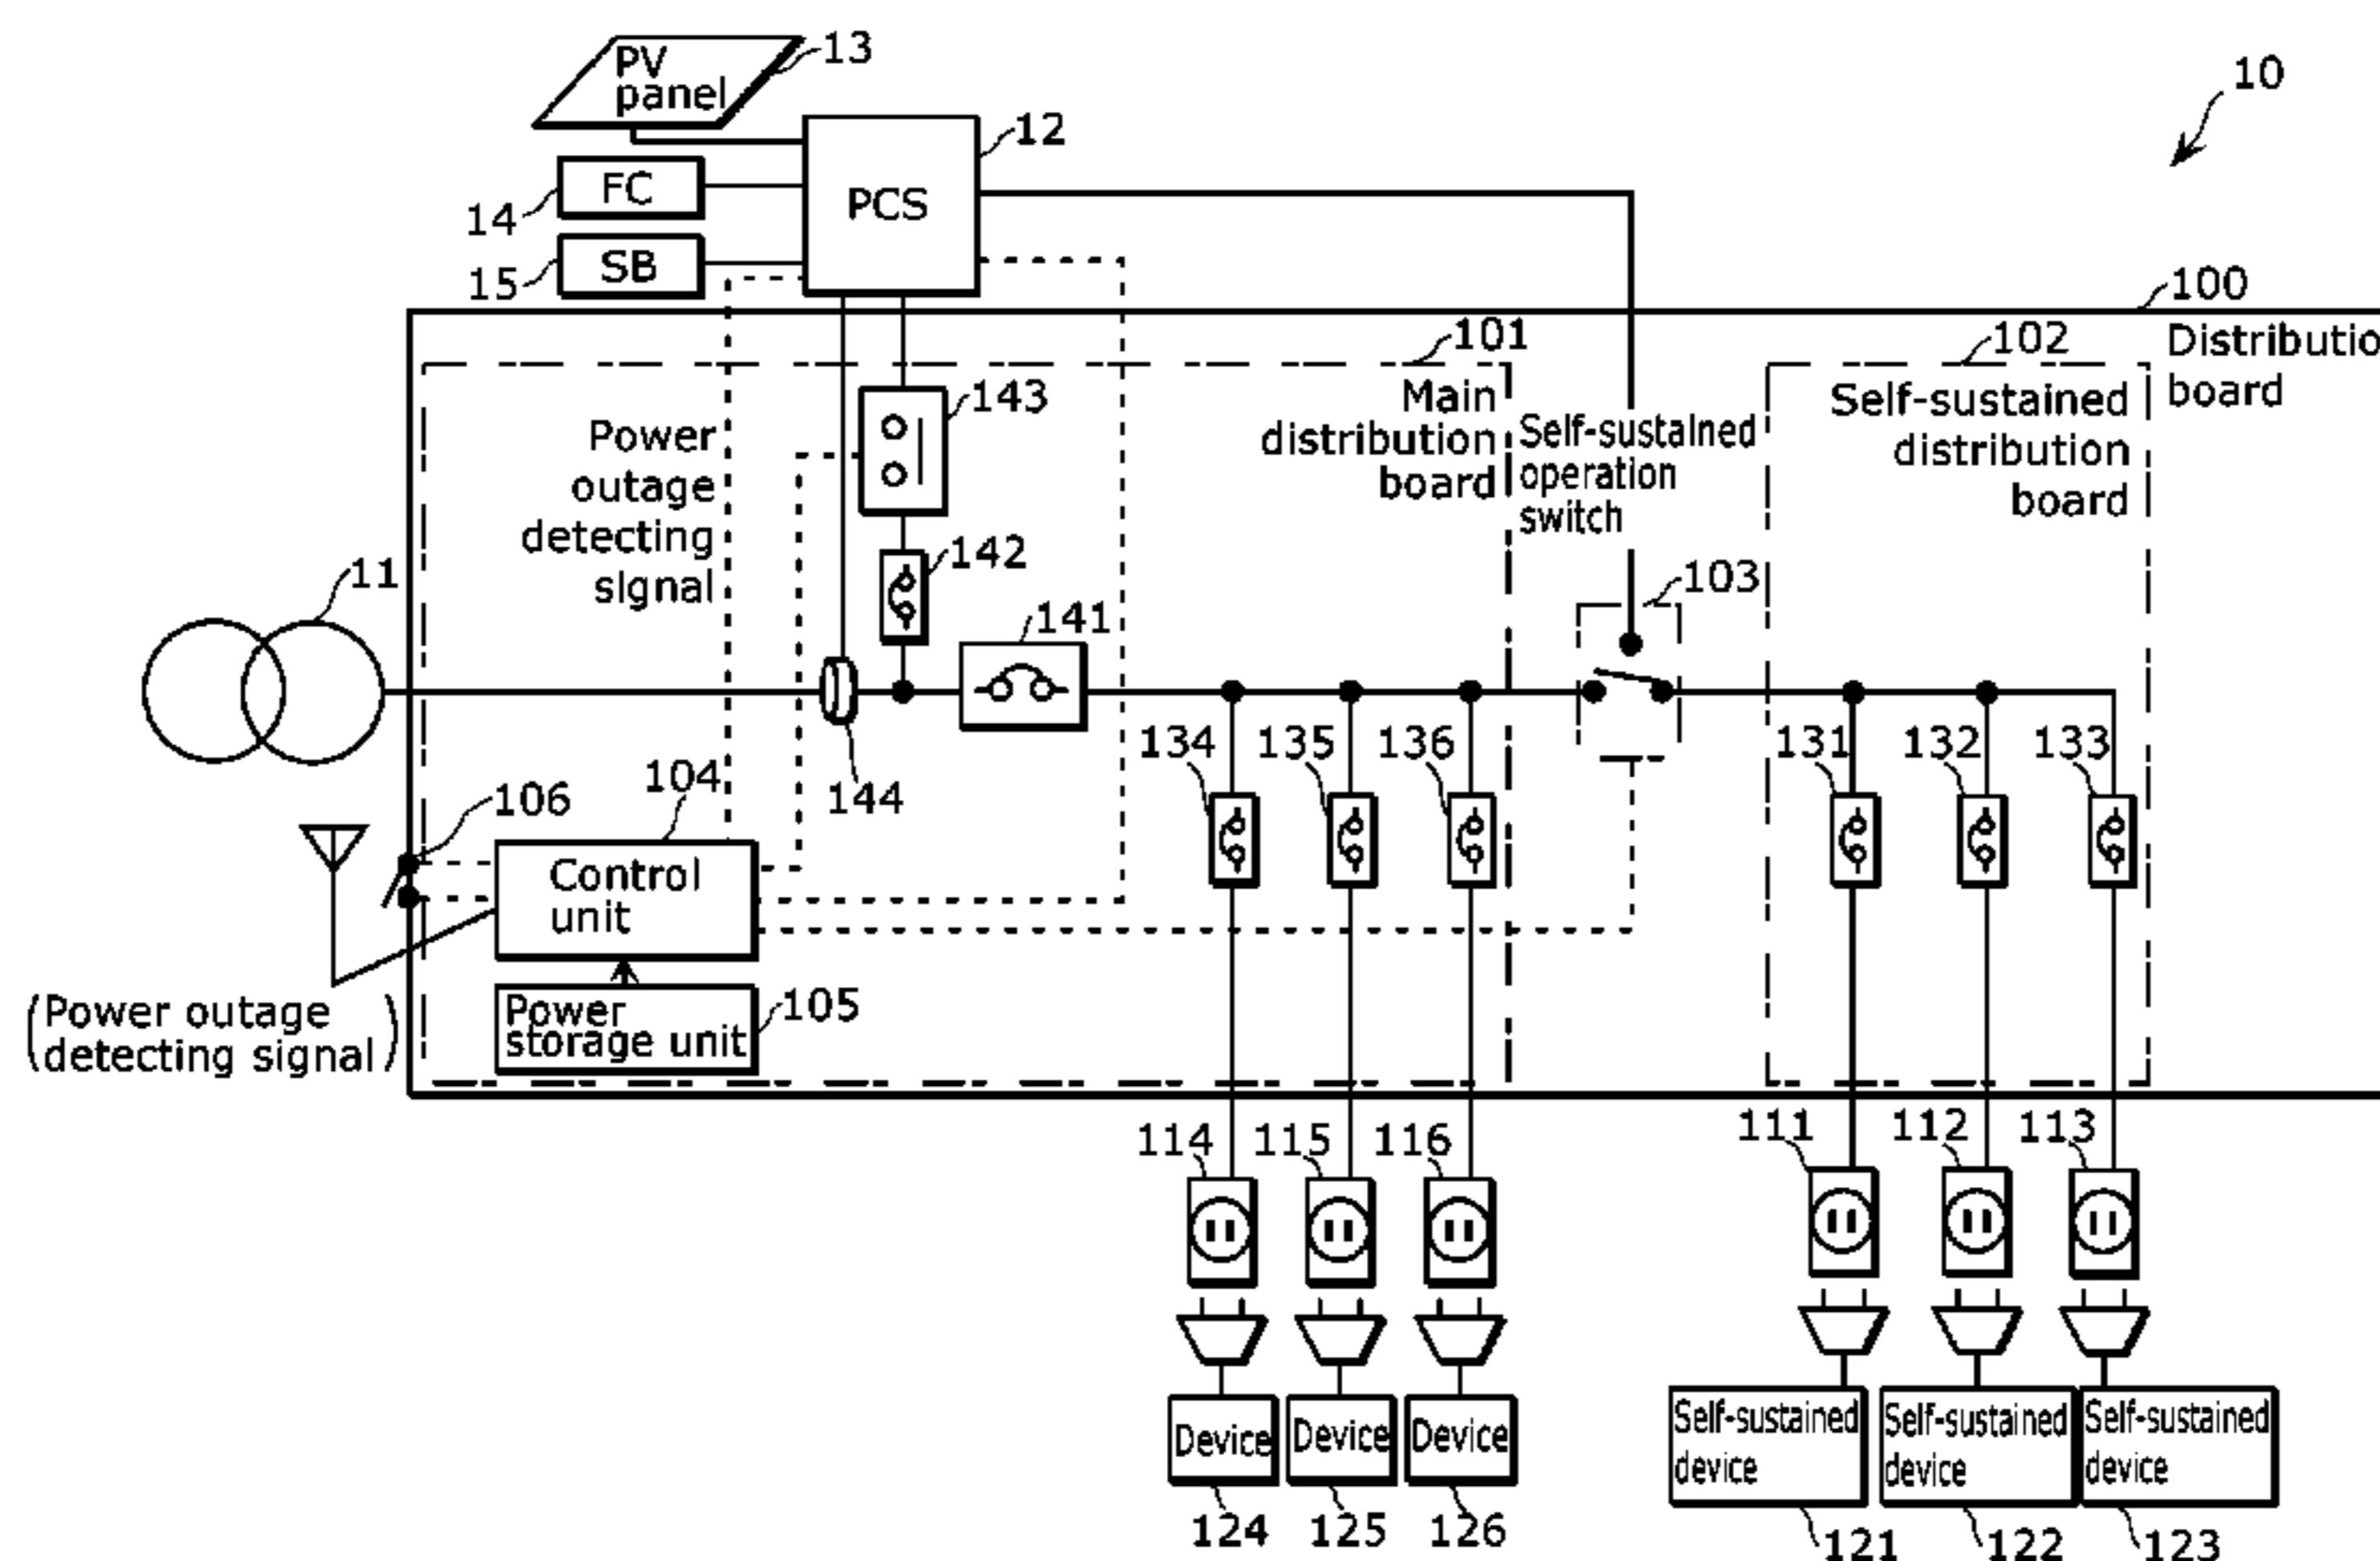 PV
panel
13
10
12
FC
PCS
14
SB
15
100
101
102
Distributio
board
143
Main
distribution
board
Self-sustained
distribution
board
Power
outage
detecting
signal
Self-sustained
operation
switch
142
11
103
141
134
135
136
131
132
133
104
144
106
Control
unit
105
Power
storage unit
(Power outage
detecting signal)
114
115
116
111
112
113
Device
Device
Device
Self-sustained
device
Self-sustained
device
Self-sustained
device
124
125
126
121
122
123